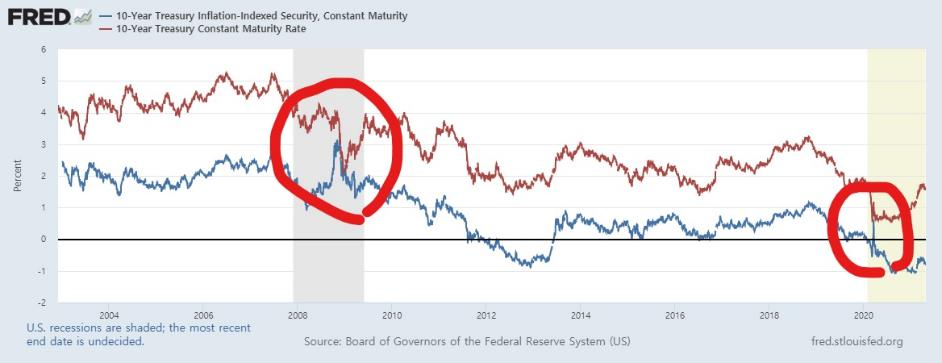 FRED
10-Year Treasury Inflation-Indexed Security, Constant Maturity
10-Year Treasury Constant Maturity Rate
Percent
6
5
4
3
2
1
0
-1
-2
2004
2006
2008
2010
2012
2014
2016
2018
2020
U.S. recessions are shaded; the most recent
end date is undecided.
Source: Board of Governors of the Federal Reserve System (US)
fred.stlouisfed.org